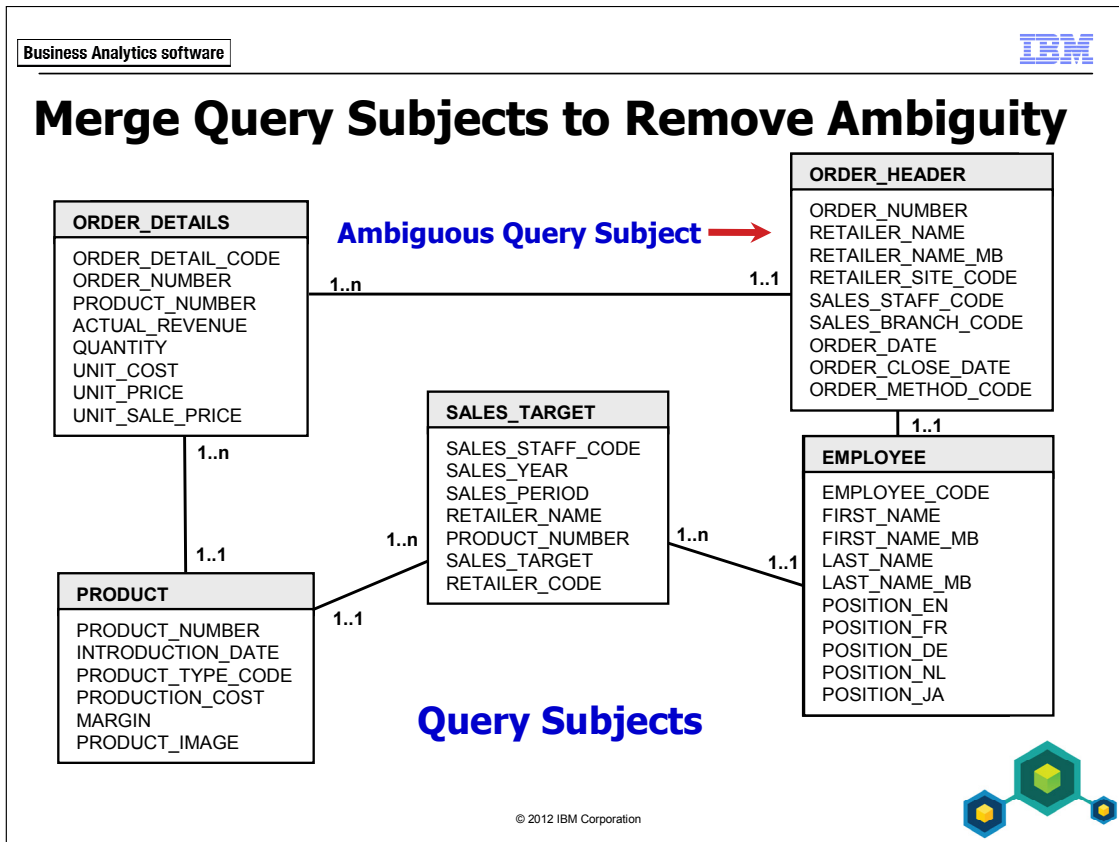 Business Analytics software
IBM
Merge Query Subjects to Remove Ambiguity
ORDER_DETAILS
ORDER_DETAIL_CODE
ORDER_NUMBER
PRODUCT_NUMBER
ACTUAL_REVENUE
QUANTITY
UNIT_COST
UNIT_PRICE
UNIT_SALE_PRICE
Ambiguous Query Subject
ORDER_HEADER
ORDER_NUMBER
RETAILER_NAME
RETAILER_NAME_MB
RETAILER_SITE_CODE
SALES_STAFF_CODE
SALES_BRANCH_CODE
ORDER_DATE
ORDER_CLOSE_DATE
ORDER_METHOD_CODE
1..n
1..1
1..n
1..1
SALES_TARGET
SALES_STAFF_CODE
SALES_YEAR
SALES_PERIOD
RETAILER_NAME
PRODUCT_NUMBER
SALES_TARGET
RETAILER_CODE
1..1
1..n
1..n
1..1
1..1
EMPLOYEE
EMPLOYEE_CODE
FIRST_NAME
FIRST_NAME_MB
LAST_NAME
LAST_NAME_MB
POSITION_EN
POSITION_FR
POSITION_DE
POSITION_NL
POSITION_JA
PRODUCT
PRODUCT_NUMBER
INTRODUCTION_DATE
PRODUCT_TYPE_CODE
PRODUCTION_COST
MARGIN
PRODUCT_IMAGE
Query Subjects
© 2012 IBM Corporation